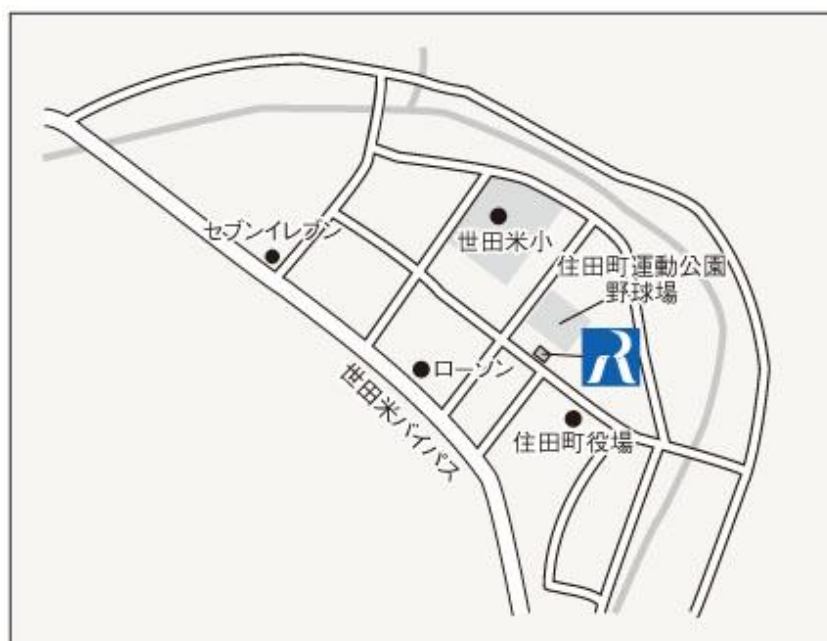 セブンイレブン
世田米小
住田町運動公園
野球場
ローソン
世田米バイパス
住田町役場